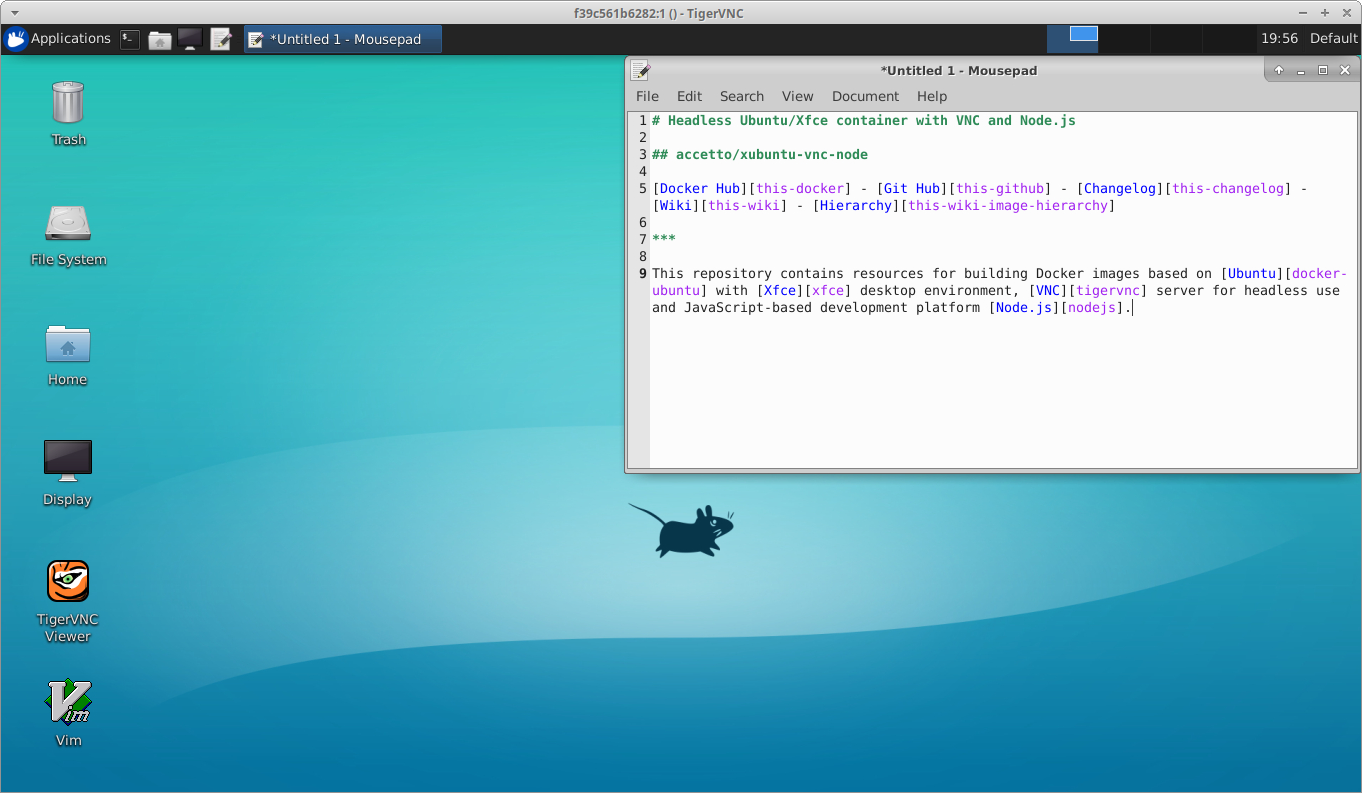 f39c561b6282:1 () - TigerVNC
Applications
*Untitled 1 - Mousepad
19:56 Default
Trash
File System
Home
Display
TigerVNC
Viewer
Vim
*Untitled 1 - Mousepad
File Edit Search View Document Help
1 # Headless Ubuntu/Xfce container with VNC and Node.js
2
3 ## accetto/xubuntu-vnc-node
4
5 [Docker Hub][this-docker] - [Git Hub][this-github] - [Changelog][this-changelog] -
[Wiki][this-wiki] - [Hierarchy][this-wiki-image-hierarchy]
6
7 ***
8
9 This repository contains resources for building Docker images based on [Ubuntu][docker-
ubuntu] with [Xfce][xfce] desktop environment, [VNC][tigervnc] server for headless use
and JavaScript-based development platform [Node.js][nodejs].